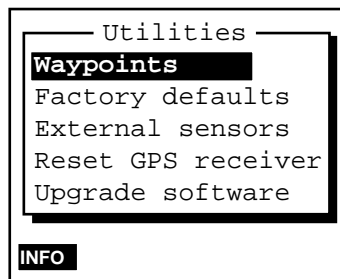 Utilities
Waypoints
Factory defaults
External sensors
Reset GPS receiver
Upgrade software
INFO